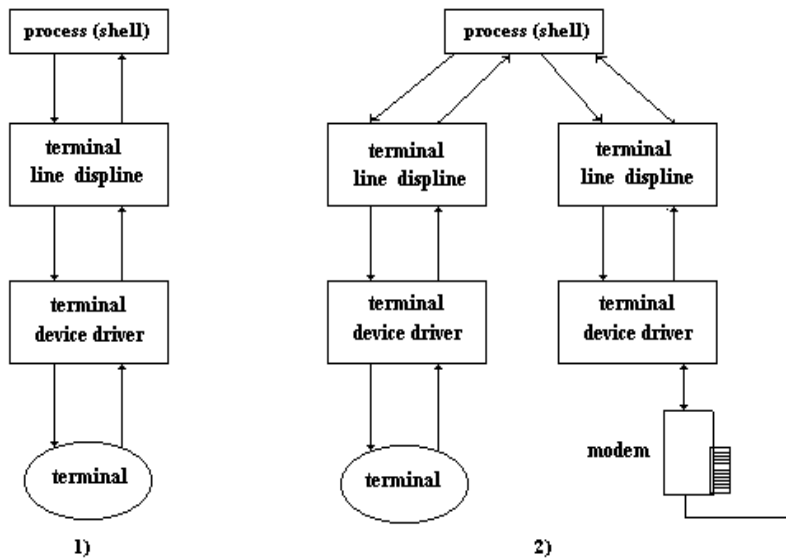 process (shell)
terminal
line displine
terminal
device driver
terminal
1)
process (shell)
terminal
line displine
terminal
line displine
terminal
device driver
terminal
device driver
modem
terminal
2)